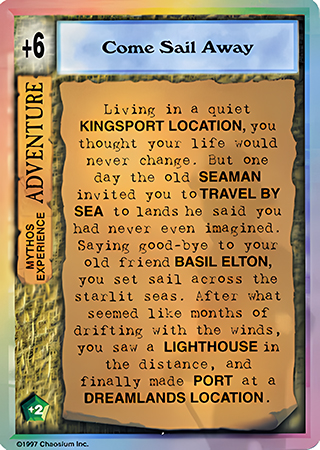 +6
Come Sail Away
MYTHOS
EXPERIENCE
ADVENTURE
Living in a quiet
KINGSPORT LOCATION, you
thought your life would
never change. But one
day the old SEAMAN
invited you to TRAVEL BY
SEA to lands he said you
had never even imagined.
Saying good-bye to your
old friend BASIL ELTON,
you set sail across the
starlit seas. After what
seemed like months of
drifting with the winds,
you saw a LIGHTHOUSE in
the distance, and
finally made PORT at a
DREAMLANDS LOCATION.
+2
©1997 Chaosium Inc.